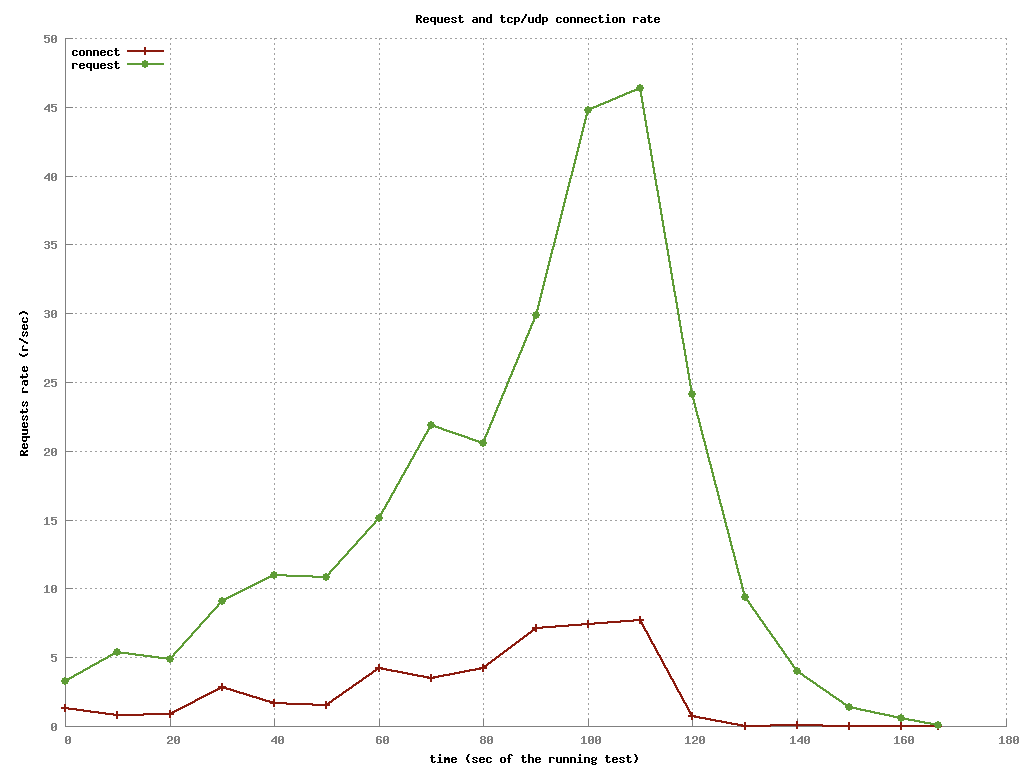 Request and tcp/udp connection rate
connect
request
50
45
40
35
30
25
20
15
10
5
0
Requests rate (r/sec)
0 20 40 60 80 100 120 140 160 180
time (sec of the running test)